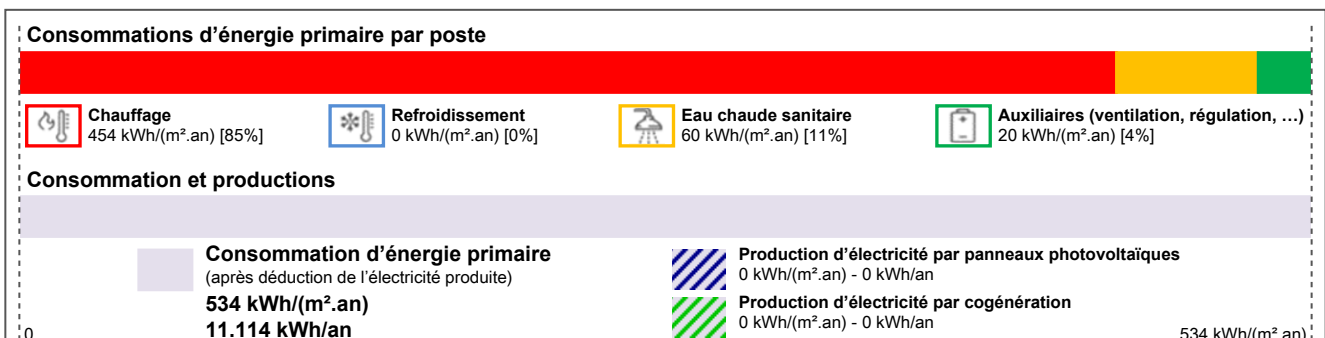 Consommations d’énergie primaire par poste
Chauffage
454 kWh/(m².an) [85%]
Refroidissement
0 kWh/(m².an) [0%]
Eau chaude sanitaire
60 kWh/(m².an) [11%]
Auxiliaires (ventilation, régulation, …)
20 kWh/(m².an) [4%]
Consommation et productions
Consommation d’énergie primaire
(après déduction de l’électricité produite)
534 kWh/(m².an)
11.114 kWh/an
Production d’électricité par panneaux photovoltaïques
0 kWh/(m².an) - 0 kWh/an
Production d’électricité par cogénération
0 kWh/(m².an) - 0 kWh/an
0
534 kWh/(m².an)